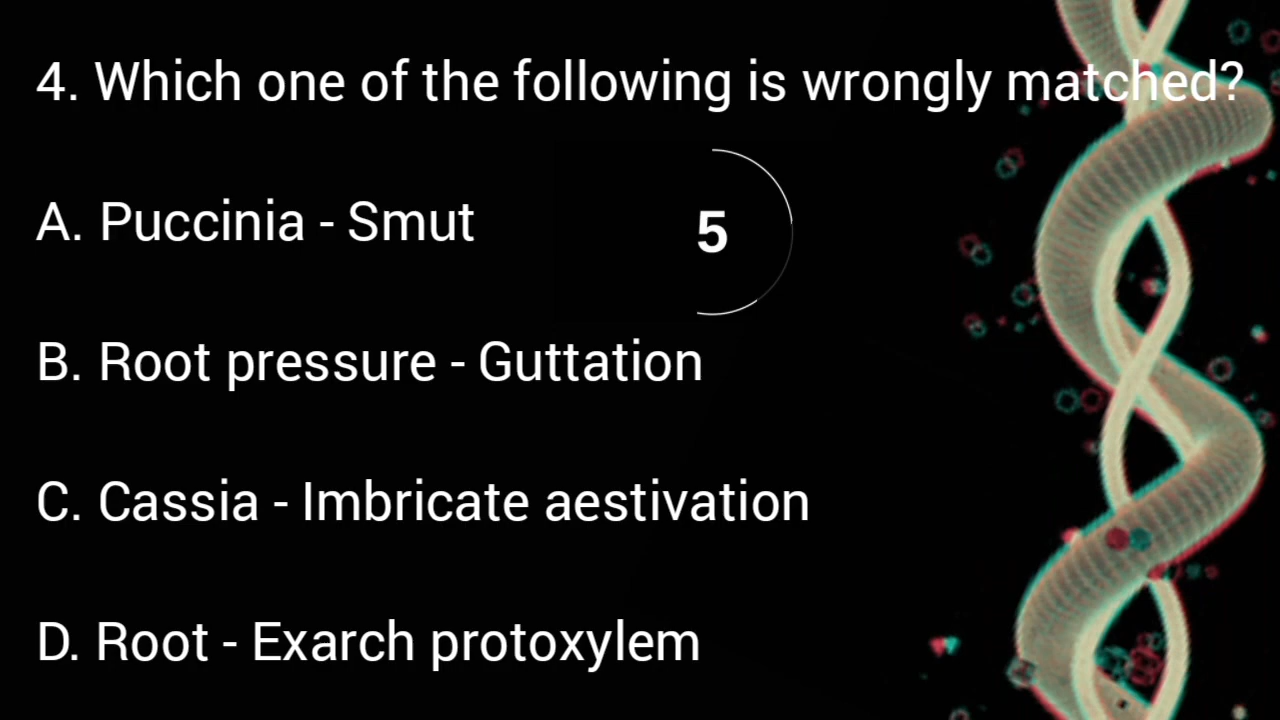 4. Which one of the following is wrongly matched?
A. Puccinia - Smut
5
B. Root pressure - Guttation
C. Cassia - Imbricate aestivation
D. Root - Exarch protoxylem